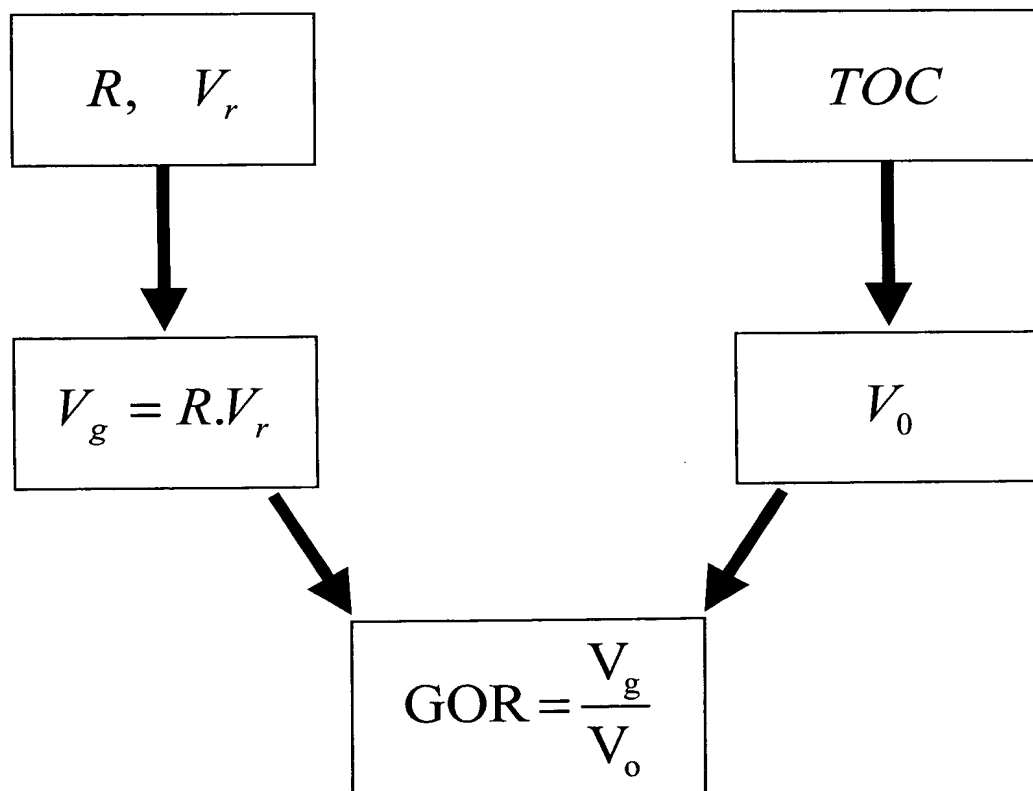 R, V_r
TOC
V_g = R.V_r
V_0
GOR = V_g / V_o